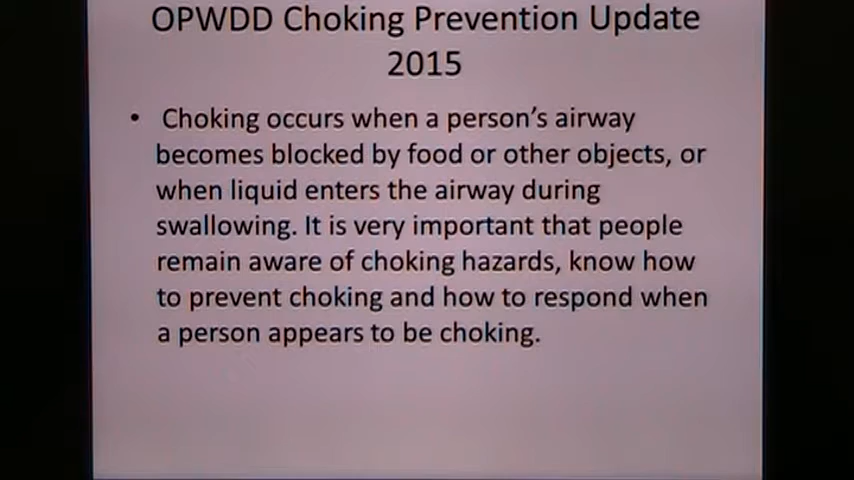 OPWDD Choking Prevention Update
2015
• Choking occurs when a person's airway
becomes blocked by food or other objects, or
when liquid enters the airway during
swallowing. It is very important that people
remain aware of choking hazards, know how
to prevent choking and how to respond when
a person appears to be choking.